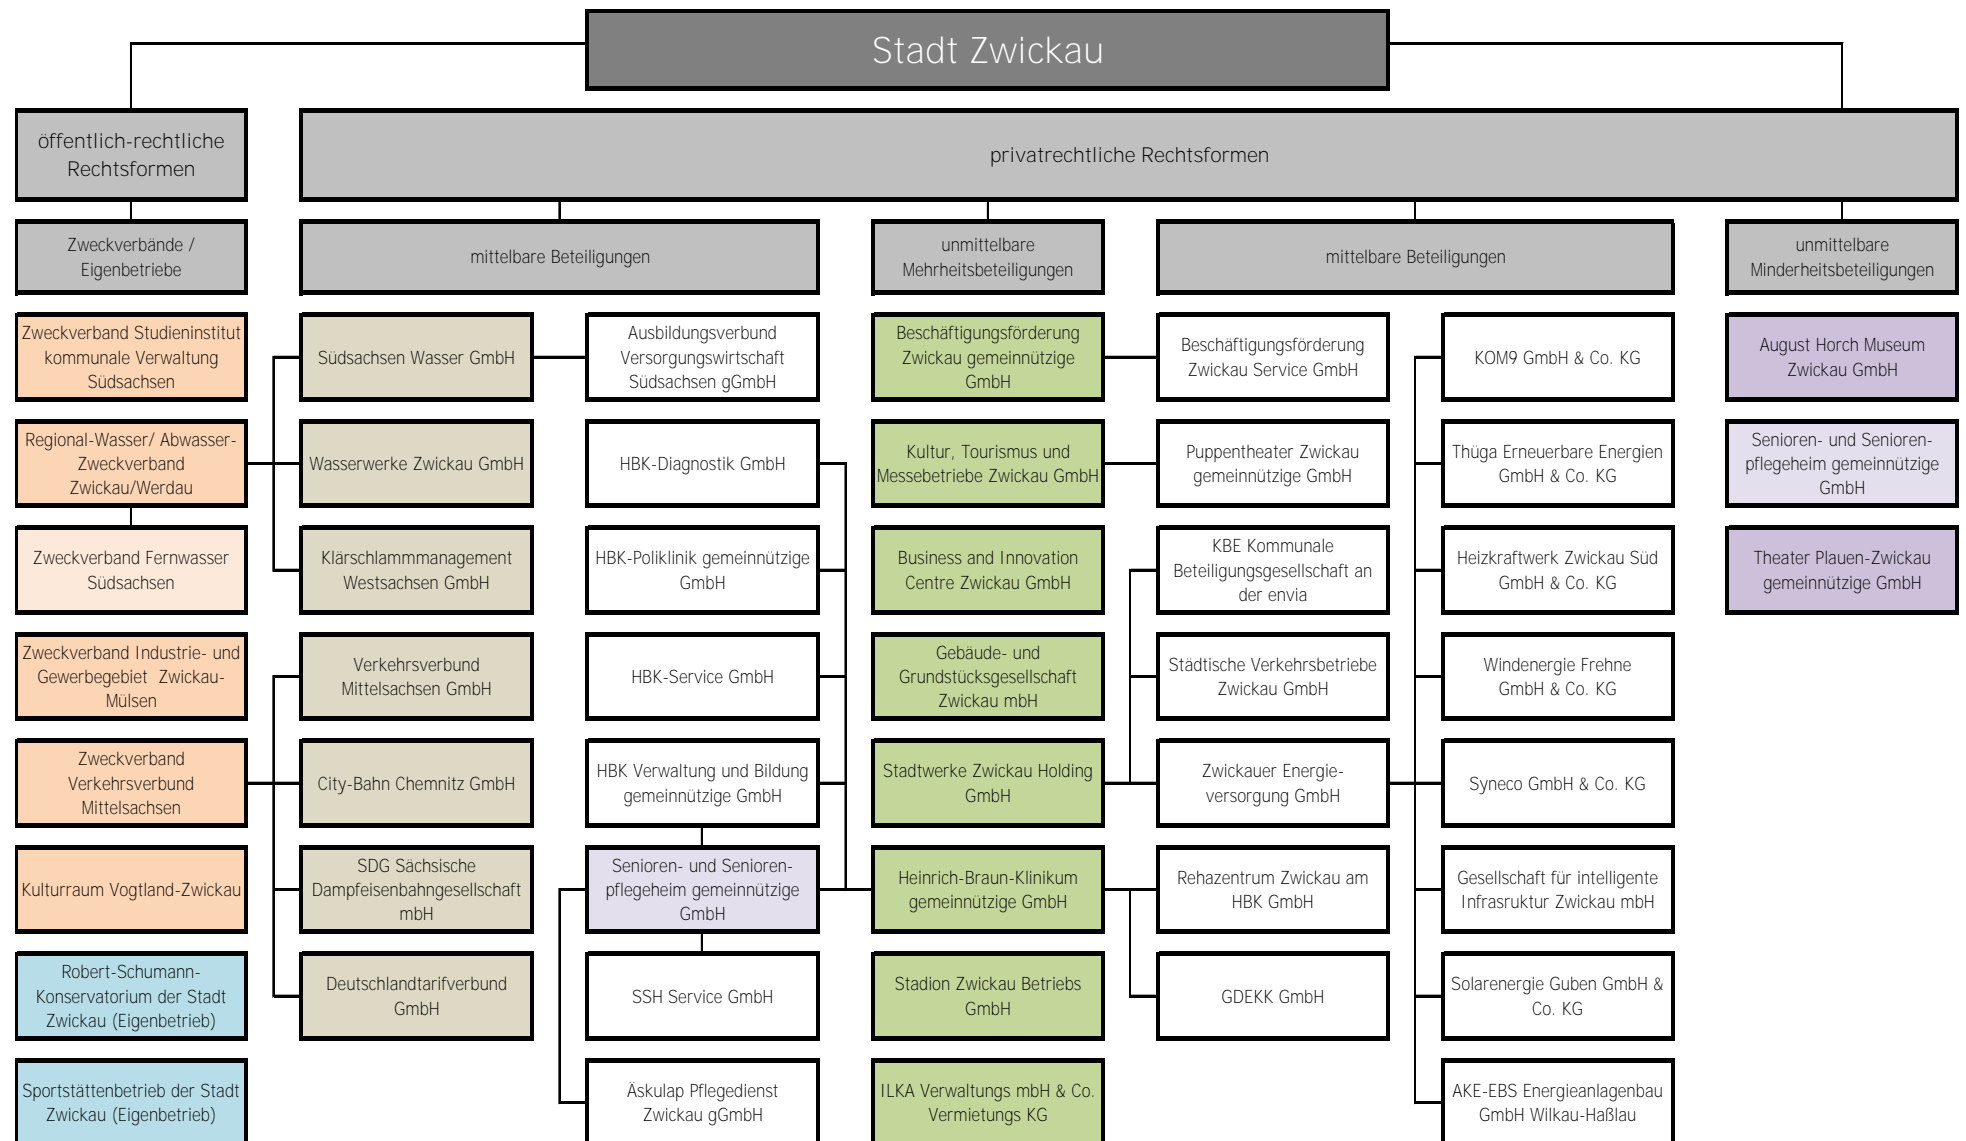 Stadt Zwickau
öffentlich-rechtliche
Rechtsformen
privatrechtliche Rechtsformen
Zweckverbände /
Eigenbetriebe
mittelbare Beteiligungen
unmittelbare
Mehrheitsbeteiligungen
mittelbare Beteiligungen
unmittelbare
Minderheitsbeteiligungen
Zweckverband Studieninstitut
kommunale Verwaltung
Südsachsen
Südsachsen Wasser GmbH
Ausbildungsverbund
Versorgungswirtschaft
Südsachsen gGmbH
Beschäftigungsförderung
Zwickau gemeinnützige
GmbH
Beschäftigungsförderung
Zwickau Service GmbH
KOM9 GmbH & Co. KG
August Horch Museum
Zwickau GmbH
Regional-Wasser/ Abwasser-
Zweckverband
Zwickau/Werdau
Wasserwerke Zwickau GmbH
HBK-Diagnostik GmbH
Kultur, Tourismus und
Messebetriebe Zwickau GmbH
Puppentheater Zwickau
gemeinnützige GmbH
Thüga Erneuerbare Energien
GmbH & Co. KG
Senioren- und Senioren-
pflegeheim gemeinnützige
GmbH
Zweckverband Fernwasser
Südsachsen
Klärschlammmanagement
Westsachsen GmbH
HBK-Poliklinik gemeinnützige
GmbH
Business and Innovation
Centre Zwickau GmbH
KBE Kommunale
Beteiligungsgesellschaft an
der envia
Heizkraftwerk Zwickau Süd
GmbH & Co. KG
Theater Plauen-Zwickau
gemeinnützige GmbH
Zweckverband Industrie- und
Gewerbegebiet Zwickau-
Mülsen
Verkehrsverbund
Mittelsachsen GmbH
HBK-Service GmbH
Gebäude- und
Grundstücksgesellschaft
Zwickau mbH
Städtische Verkehrsbetriebe
Zwickau GmbH
Windenergie Frehne
GmbH & Co. KG
Zweckverband
Verkehrsverbund
Mittelsachsen
City-Bahn Chemnitz GmbH
HBK Verwaltung und Bildung
gemeinnützige GmbH
Stadtwerke Zwickau Holding
GmbH
Zwickauer Energie-
versorgung GmbH
Syneco GmbH & Co. KG
Kulturraum Vogtland-Zwickau
SDG Sächsische
Dampfeisenbahngesellschaft
mbH
Senioren- und Senioren-
pflegeheim gemeinnützige
GmbH
Heinrich-Braun-Klinikum
gemeinnützige GmbH
Rehazentrum Zwickau am
HBK GmbH
Gesellschaft für intelligente
Infrasruktur Zwickau mbH
Robert-Schumann-
Konservatorium der Stadt
Zwickau (Eigenbetrieb)
Deutschlandtarifverbund
GmbH
SSH Service GmbH
Stadion Zwickau Betriebs
GmbH
GDEKK GmbH
Solarenergie Guben GmbH &
Co. KG
Sportstättenbetrieb der Stadt
Zwickau (Eigenbetrieb)
Äskulap Pflegedienst
Zwickau gGmbH
ILKA Verwaltungs mbH & Co.
Vermietungs KG
AKE-EBS Energieanlagenbau
GmbH Wilkau-Haßlau